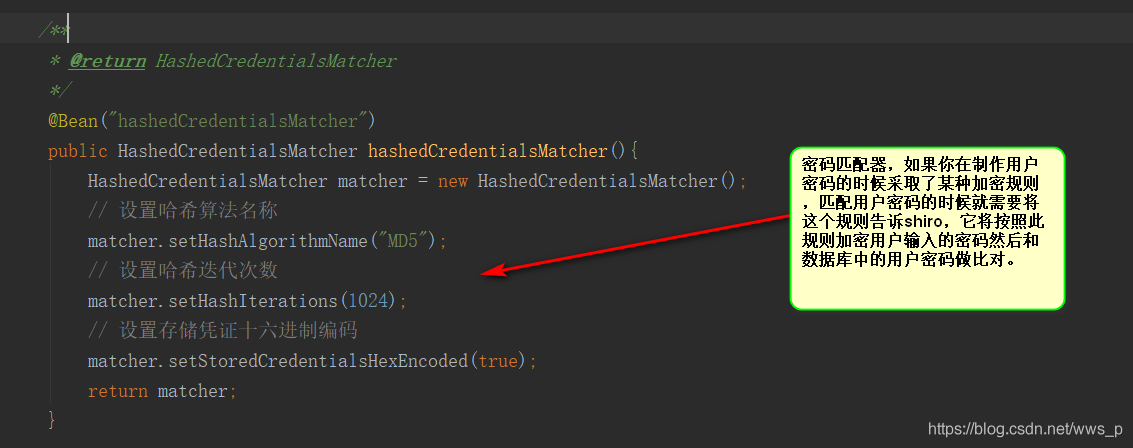 /**
* @return HashedCredentialsMatcher
*/
@Bean("hashedCredentialsMatcher")
public HashedCredentialsMatcher hashedCredentialsMatcher(){
HashedCredentialsMatcher matcher = new HashedCredentialsMatcher();
// 设置哈希算法名称
matcher.setHashAlgorithmName("MD5");
// 设置哈希迭代次数
matcher.setHashIterations(1024);
// 设置存储凭证十六进制编码
matcher.setStoredCredentialsHexEncoded(true);
return matcher;
}
密码匹配器，如果你在制作用户
密码的时候采取了某种加密规则
，匹配用户密码的时候就需要将
这个规则告诉shiro，它将按照此
规则加密用户输入的密码然后和
数据库中的用户密码做比对。
https://blog.csdn.net/wws_p